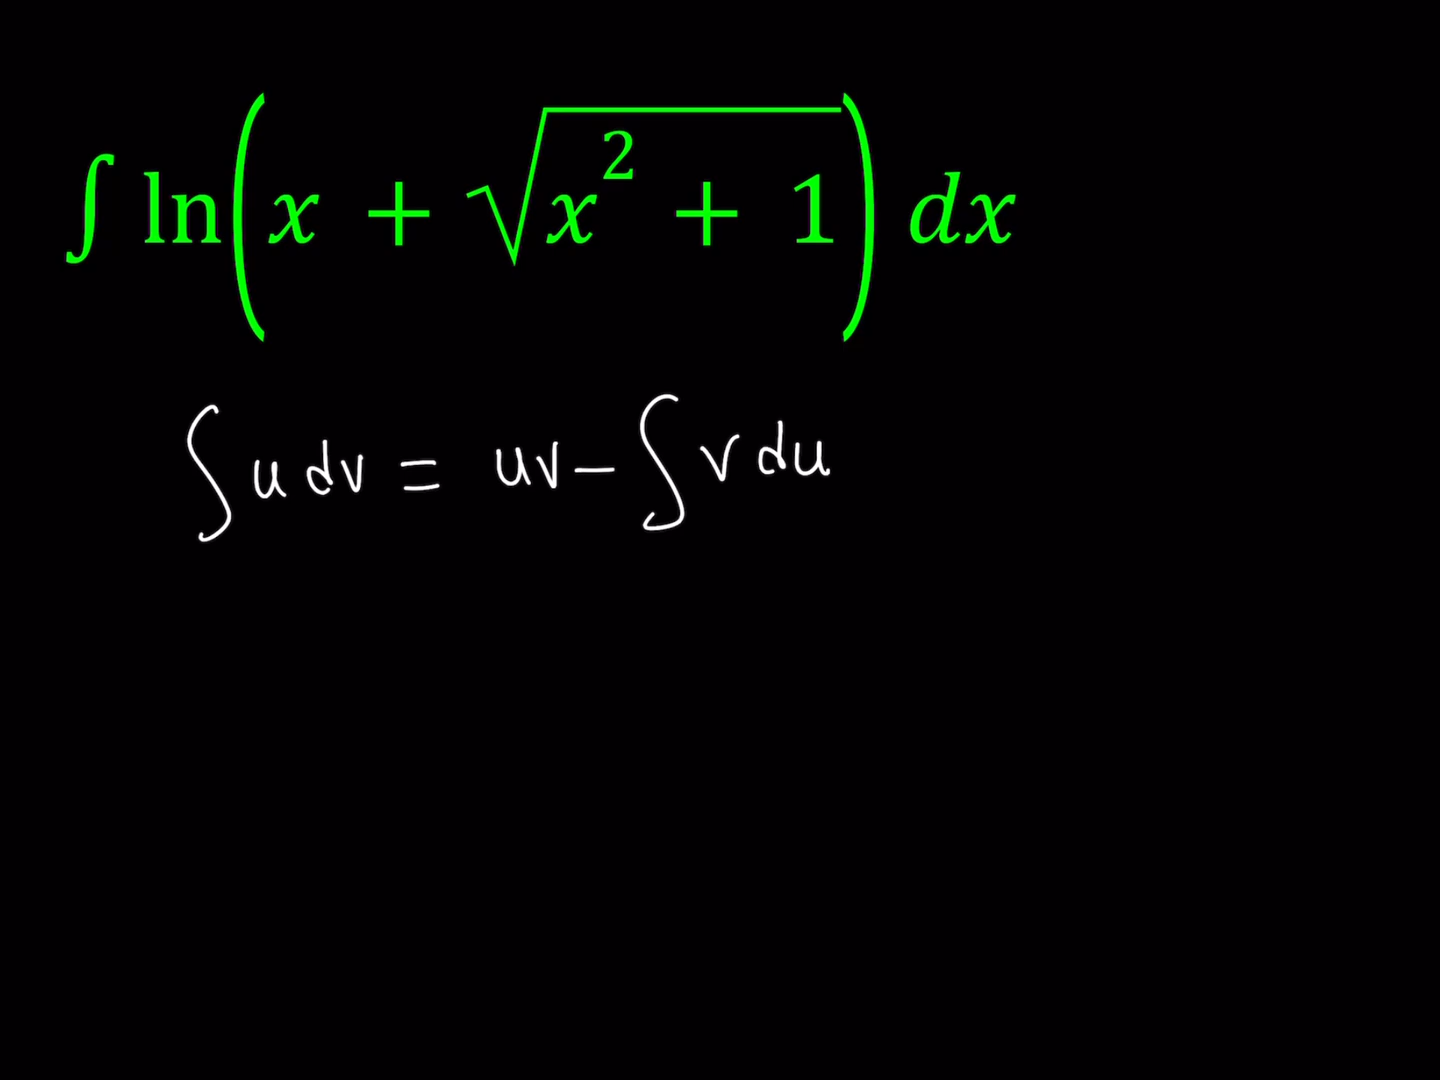 ∫ ln(x + √(x² + 1)) dx
∫ u dv = uv − ∫ v du